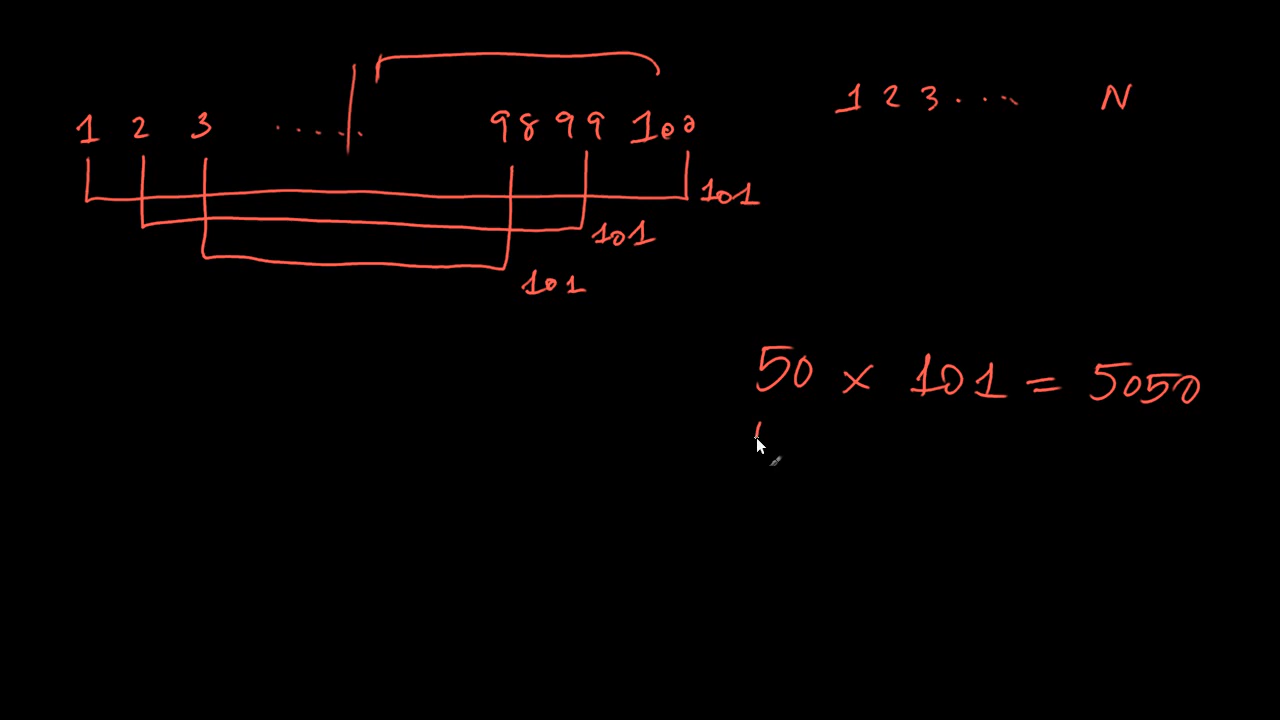 1 2 3 ..... 98 99 100
1 2 3 .... N
101
101
101
50 × 101 = 5050